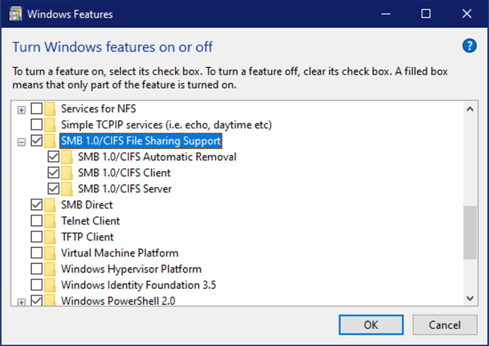 Windows Features
Turn Windows features on or off
To turn a feature on, select its check box. To turn a feature off, clear its check box. A filled box
means that only part of the feature is turned on.
Services for NFS
Simple TCPIP services (i.e. echo, daytime etc)
SMB 1.0/CIFS File Sharing Support
SMB 1.0/CIFS Automatic Removal
SMB 1.0/CIFS Client
SMB 1.0/CIFS Server
SMB Direct
Telnet Client
TFTP Client
Virtual Machine Platform
Windows Hypervisor Platform
Windows Identity Foundation 3.5
Windows PowerShell 2.0
OK
Cancel